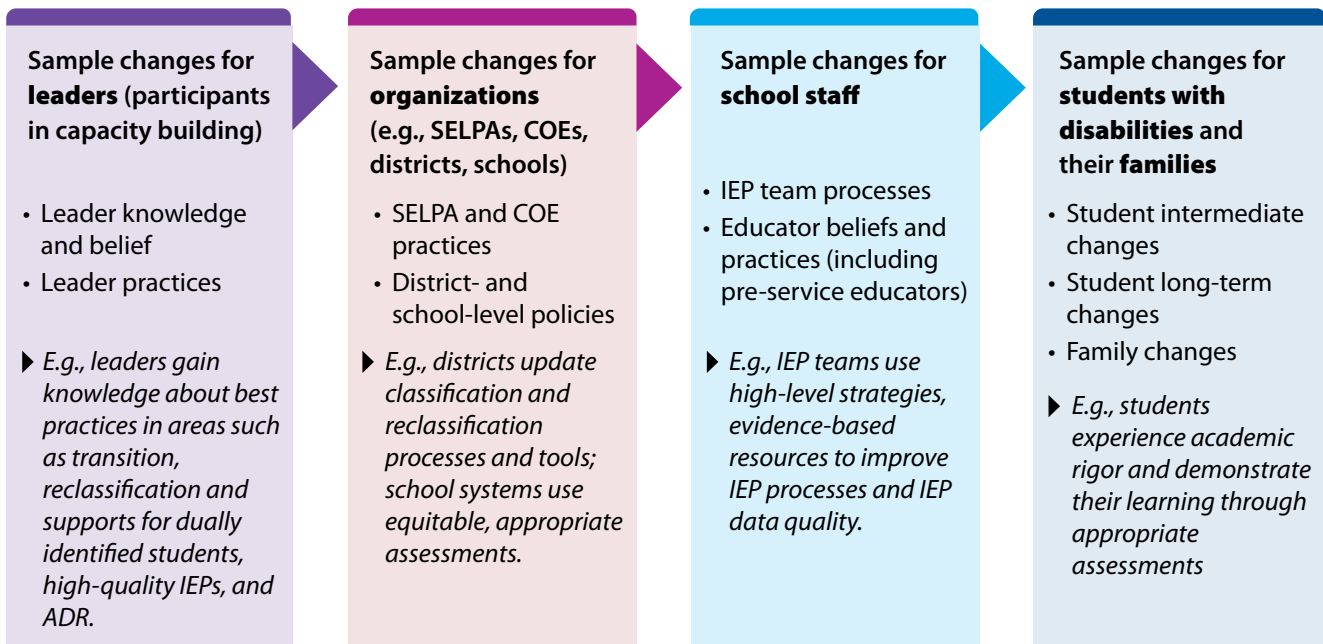 Sample changes for
leaders (participants
in capacity building)
• Leader knowledge
and belief
• Leader practices
E.g., leaders gain
knowledge about best
practices in areas such
as transition,
reclassification and
supports for dually
identified students,
high-quality IEPs, and
ADR.
Sample changes for
organizations
(e.g., SELPAs, COEs,
districts, schools)
• SELPA and COE
practices
• District- and
school-level policies
E.g., districts update
classification and
reclassification
processes and tools;
school systems use
equitable, appropriate
assessments.
Sample changes for
school staff
• IEP team processes
• Educator beliefs and
practices (including
pre-service educators)
E.g., IEP teams use
high-level strategies,
evidence-based
resources to improve
IEP processes and IEP
data quality.
Sample changes for
students with
disabilities and
their families
• Student intermediate
changes
• Student long-term
changes
• Family changes
E.g., students
experience academic
rigor and demonstrate
their learning through
appropriate
assessments